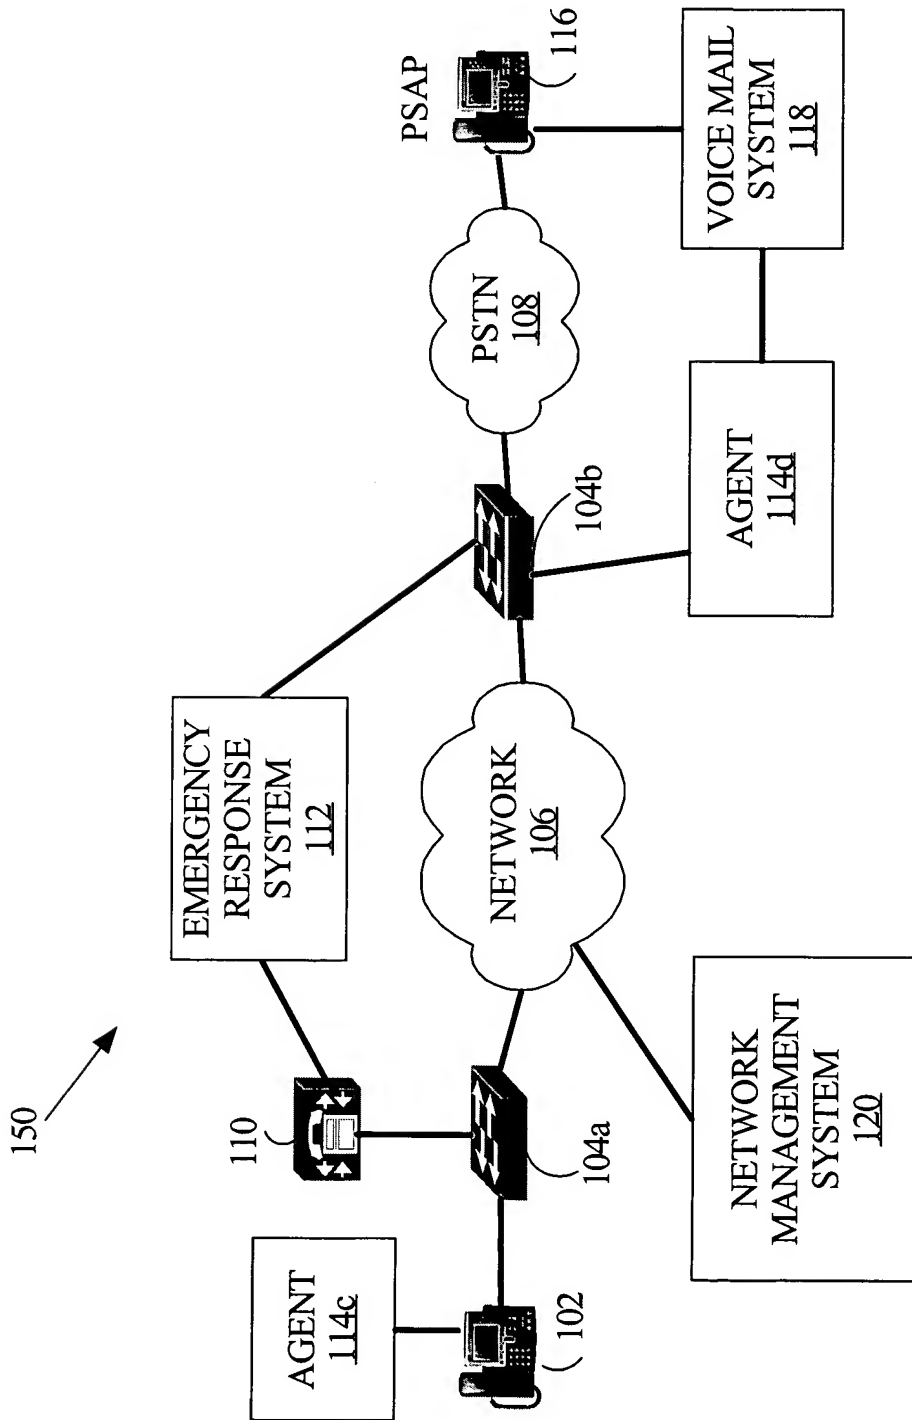 150
AGENT
114c
102
110
104a
EMERGENCY
RESPONSE
SYSTEM
112
NETWORK
106
NETWORK
MANAGEMENT
SYSTEM
120
104b
AGENT
114d
PSTN
108
PSAP
116
VOICE MAIL
SYSTEM
118